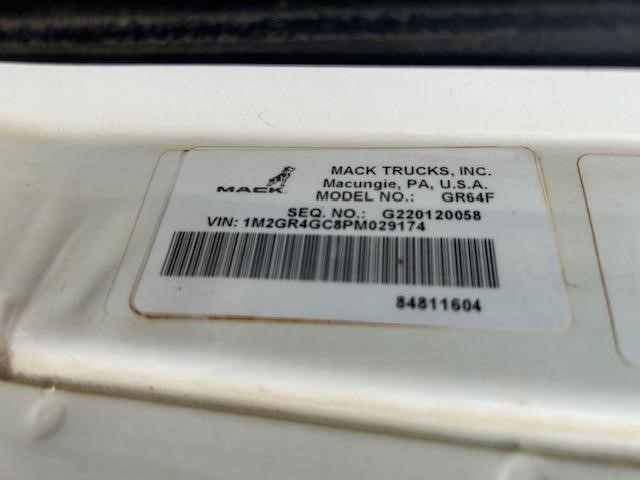 MACK
MACK TRUCKS, INC.
Macungie, PA, U.S.A.
MODEL NO.: GR64F
SEQ. NO.: G220120058
VIN: 1M2GR4GC8PM029174
84811604